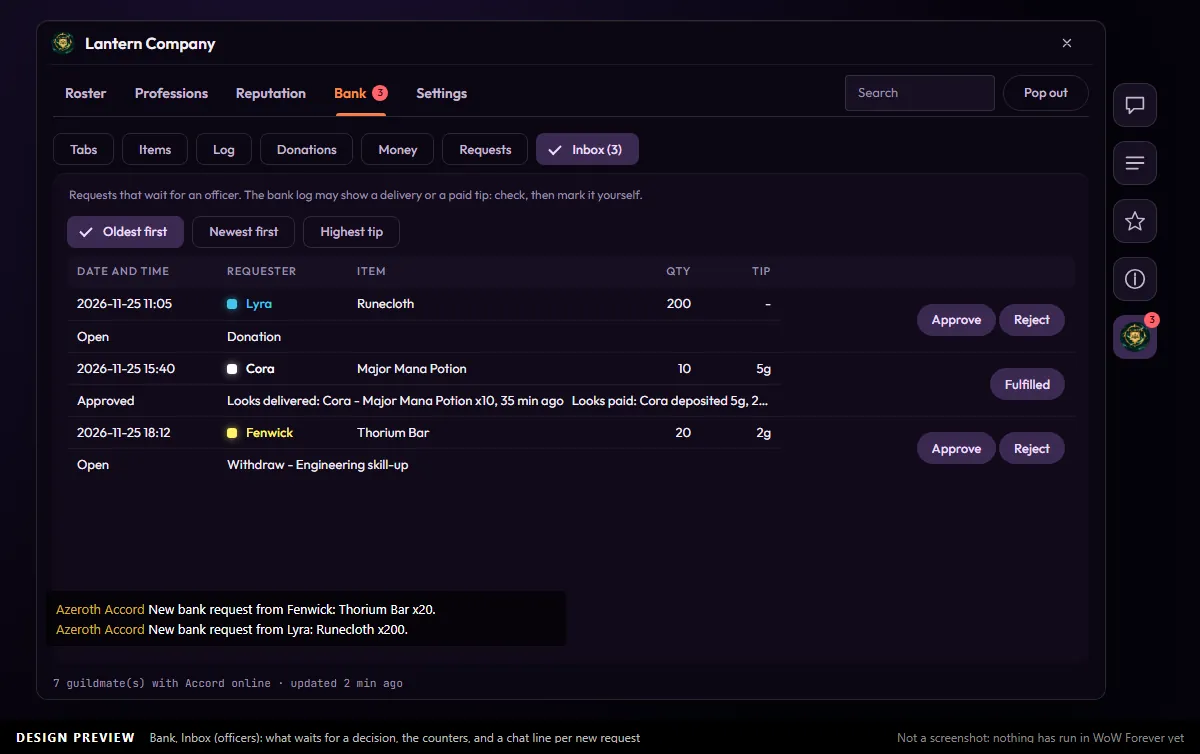 Lantern Company
Roster Professions Reputation Bank 3 Settings Search Pop out
Tabs Items Log Donations Money Requests Inbox (3)
Requests that wait for an officer. The bank log may show a delivery or a paid tip: check, then mark it yourself.
Oldest first Newest first Highest tip
DATE AND TIME REQUESTER ITEM QTY TIP
2026-11-25 11:05 Lyra Runecloth 200 -
Approve Reject
Open Donation
2026-11-25 15:40 Cora Major Mana Potion 10 5g
Fulfilled
Approved Looks delivered: Cora - Major Mana Potion x10, 35 min ago Looks paid: Cora deposited 5g, 2...
2026-11-25 18:12 Fenwick Thorium Bar 20 2g
Approve Reject
Open Withdraw - Engineering skill-up
3
Azeroth Accord New bank request from Fenwick: Thorium Bar x20.
Azeroth Accord New bank request from Lyra: Runecloth x200.
7 guildmate(s) with Accord online · updated 2 min ago
DESIGN PREVIEW Bank, Inbox (officers): what waits for a decision, the counters, and a chat line per new request Not a screenshot: nothing has run in WoW Forever yet